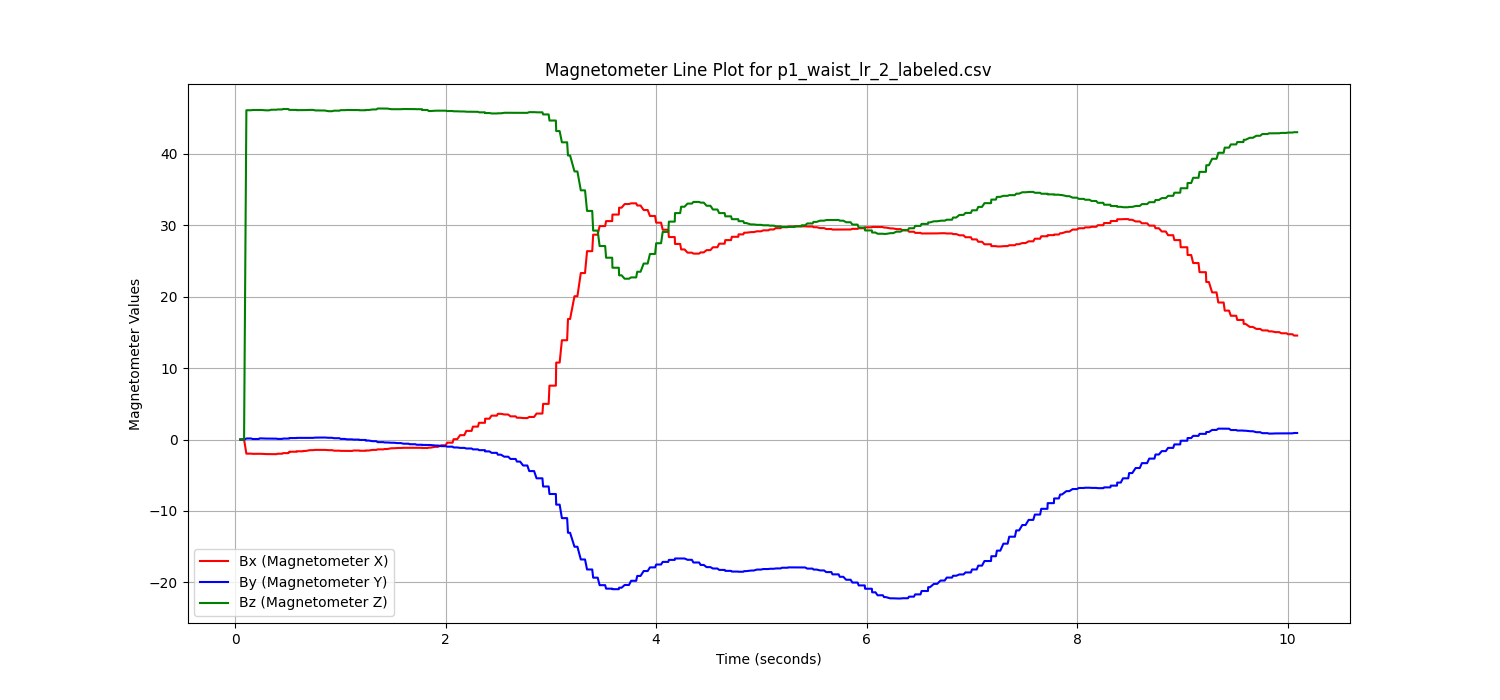 Magnetometer Line Plot for p1_waist_lr_2_labeled.csv
Magnetometer Values
40
30
20
10
0
−10
−20
Bx (Magnetometer X)
By (Magnetometer Y)
Bz (Magnetometer Z)
0 2 4 6 8 10
Time (seconds)